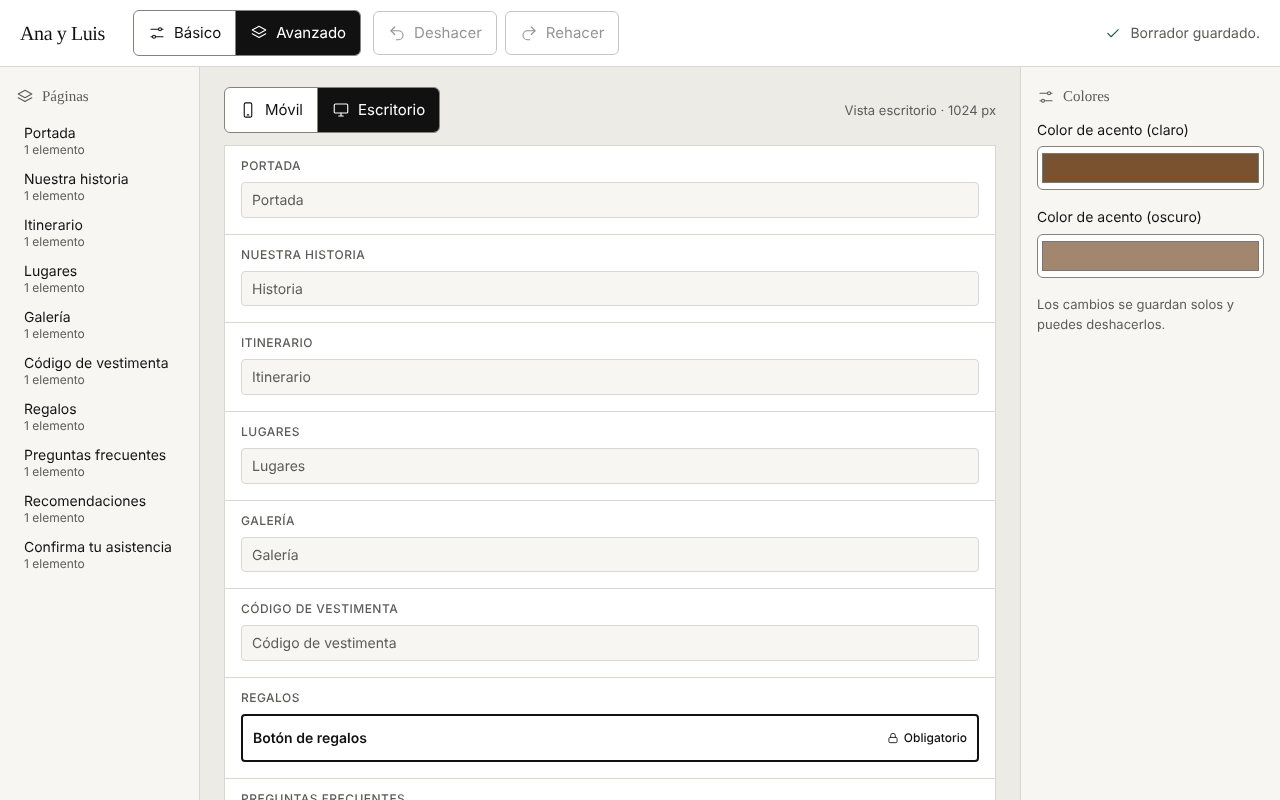 Ana y Luis
Básico
Avanzado
Deshacer
Rehacer
Borrador guardado.
Páginas
Portada
1 elemento
Nuestra historia
1 elemento
Itinerario
1 elemento
Lugares
1 elemento
Galería
1 elemento
Código de vestimenta
1 elemento
Regalos
1 elemento
Preguntas frecuentes
1 elemento
Recomendaciones
1 elemento
Confirma tu asistencia
1 elemento
Móvil
Escritorio
Vista escritorio · 1024 px
PORTADA
Portada
NUESTRA HISTORIA
Historia
ITINERARIO
Itinerario
LUGARES
Lugares
GALERÍA
Galería
CÓDIGO DE VESTIMENTA
Código de vestimenta
REGALOS
Botón de regalos
Obligatorio
PREGUNTAS FRECUENTES
Colores
Color de acento (claro)
Color de acento (oscuro)
Los cambios se guardan solos y
puedes deshacerlos.